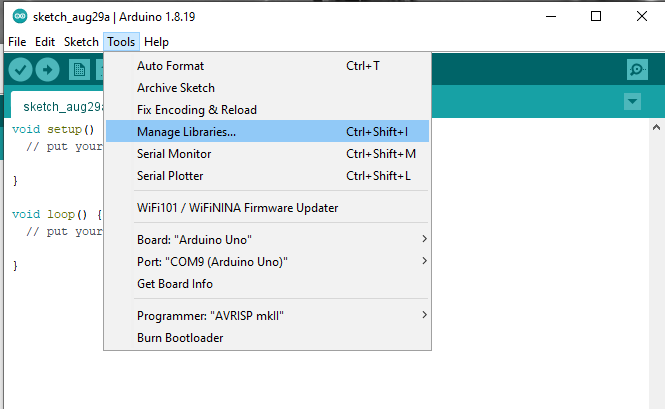 sketch_aug29a | Arduino 1.8.19
File Edit Sketch Tools Help
sketch_aug29a
void setup()
// put your
}
void loop() {
// put your
}
Auto Format Ctrl+T
Archive Sketch
Fix Encoding & Reload
Manage Libraries... Ctrl+Shift+I
Serial Monitor Ctrl+Shift+M
Serial Plotter Ctrl+Shift+L
WiFi101 / WiFiNINA Firmware Updater
Board: "Arduino Uno"
Port: "COM9 (Arduino Uno)"
Get Board Info
Programmer: "AVRISP mkII"
Burn Bootloader